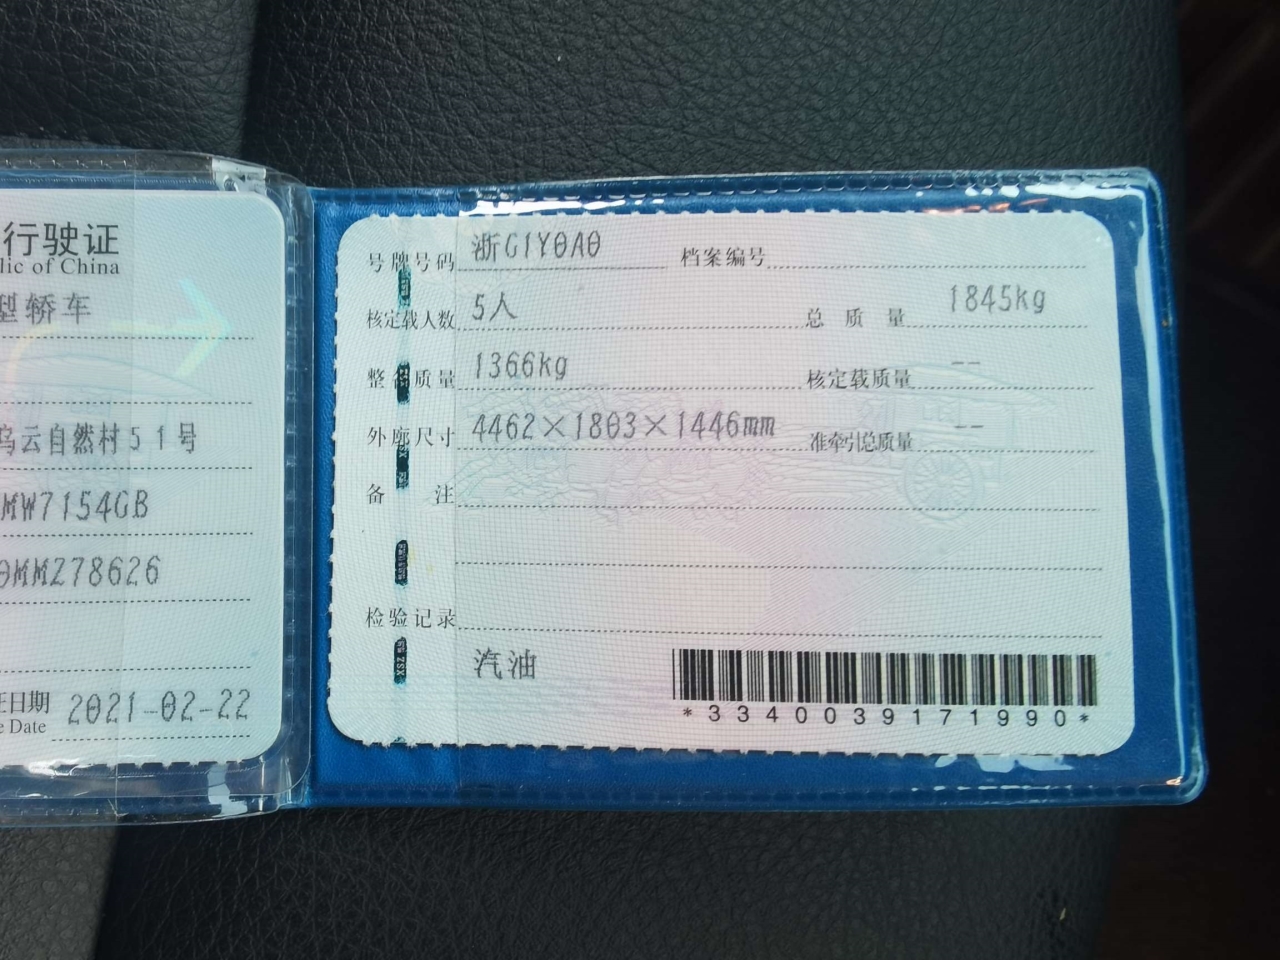 行驶证
lic of China
型轿车
乌云自然村51号
MW7154GB
0MMZ78626
日期
e Date
2021-02-22
号牌号码 浙G1Y0A0 档案编号
核定载人数 5人 总质量 1845kg
整备质量 1366kg 核定载质量 --
外廓尺寸 4462×1803×1446mm 准牵引总质量 --
备注
检验记录
汽油
*3340039171990*